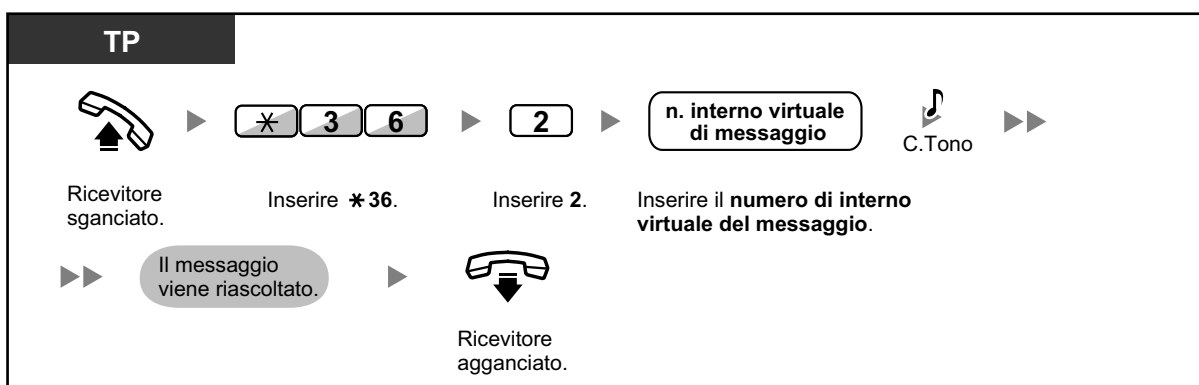 TP
✳ 3 6
2
n. interno virtuale
di messaggio
C.Tono
Ricevitore
sganciato.
Inserire ✳ 36.
Inserire 2.
Inserire il numero di interno
virtuale del messaggio.
Il messaggio
viene riascoltato.
Ricevitore
agganciato.